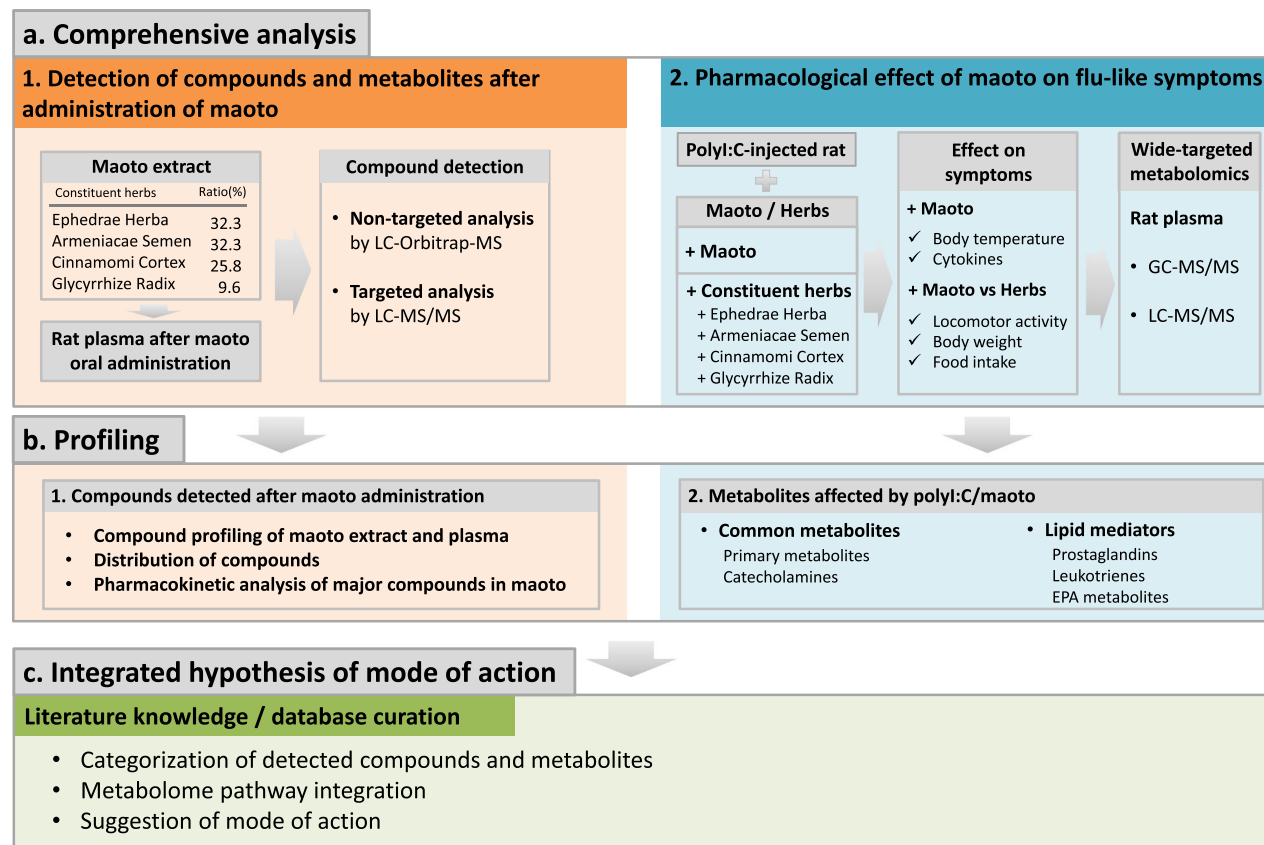 a. Comprehensive analysis
1. Detection of compounds and metabolites after
administration of maoto
Maoto extract
Constituent herbs Ratio(%)
Ephedrae Herba 32.3
Armeniacae Semen 32.3
Cinnamomi Cortex 25.8
Glycyrrhize Radix 9.6
Rat plasma after maoto
oral administration
Compound detection
• Non-targeted analysis
by LC-Orbitrap-MS
• Targeted analysis
by LC-MS/MS
2. Pharmacological effect of maoto on flu-like symptoms
PolyI:C-injected rat
Maoto / Herbs
+ Maoto
+ Constituent herbs
+ Ephedrae Herba
+ Armeniacae Semen
+ Cinnamomi Cortex
+ Glycyrrhize Radix
Effect on
symptoms
+ Maoto
✓ Body temperature
✓ Cytokines
+ Maoto vs Herbs
✓ Locomotor activity
✓ Body weight
✓ Food intake
Wide-targeted
metabolomics
Rat plasma
• GC-MS/MS
• LC-MS/MS
b. Profiling
1. Compounds detected after maoto administration
• Compound profiling of maoto extract and plasma
• Distribution of compounds
• Pharmacokinetic analysis of major compounds in maoto
2. Metabolites affected by polyI:C/maoto
• Common metabolites
Primary metabolites
Catecholamines
• Lipid mediators
Prostaglandins
Leukotrienes
EPA metabolites
c. Integrated hypothesis of mode of action
Literature knowledge / database curation
• Categorization of detected compounds and metabolites
• Metabolome pathway integration
• Suggestion of mode of action